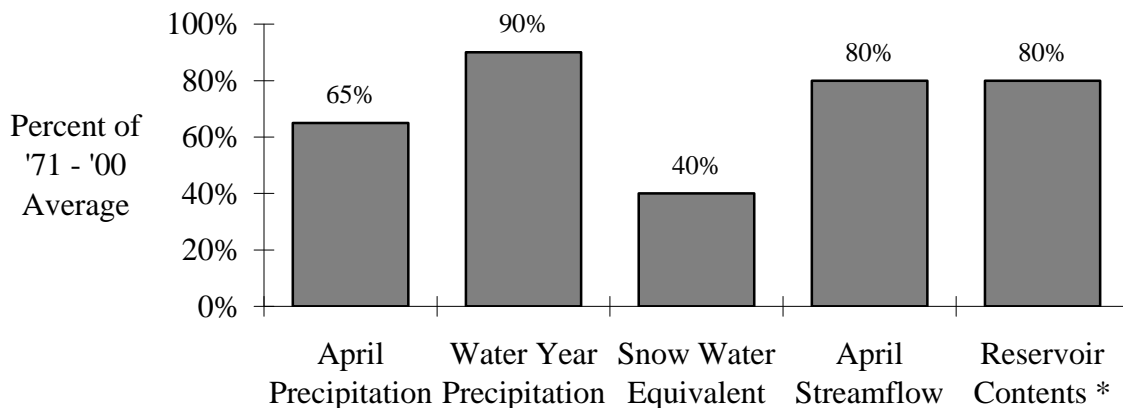 Percent of
'71 - '00
Average
100%
80%
60%
40%
20%
0%
65%
90%
40%
80%
80%
April
Precipitation
Water Year
Precipitation
Snow Water
Equivalent
April
Streamflow
Reservoir
Contents *